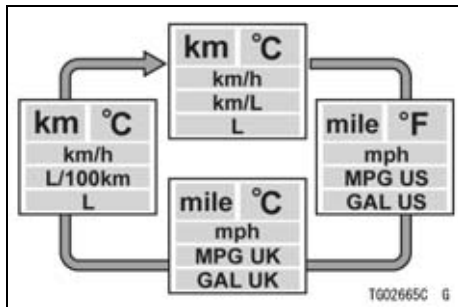 km °C
km/h
km/L
L
mile °F
mph
MPG US
GAL US
mile °C
mph
MPG UK
GAL UK
km °C
km/h
L/100km
L
TG02665C G